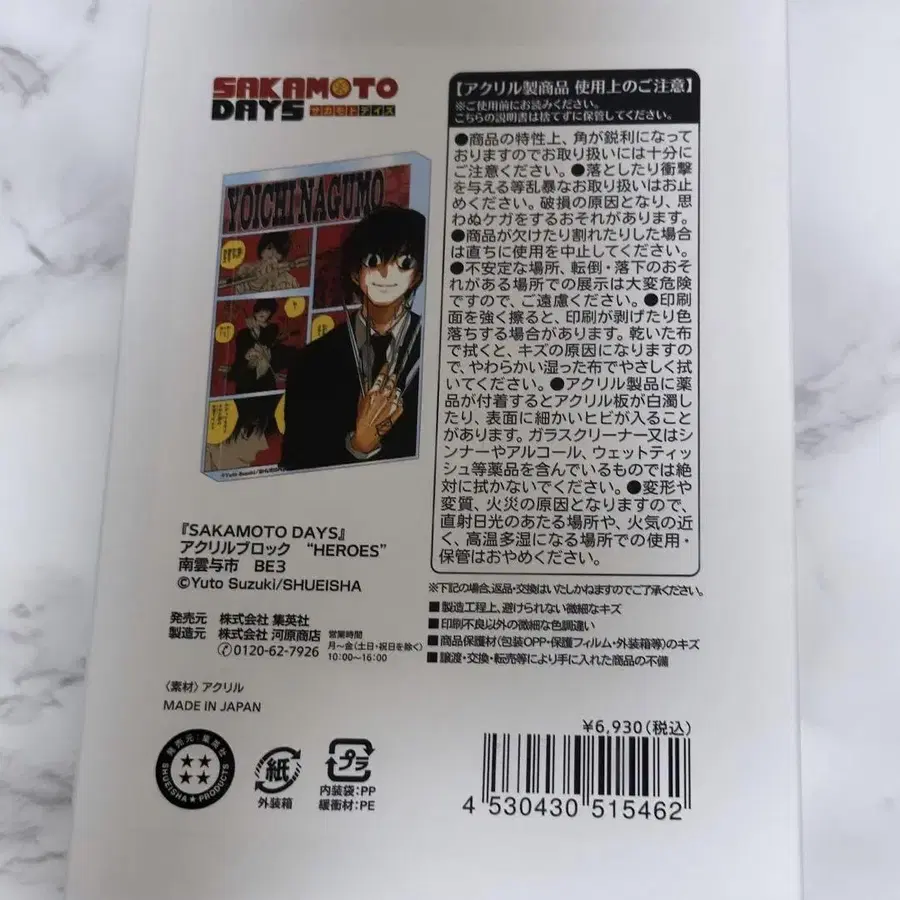 SAKAMOTO
DAYS サカモトデイズ
YOICHI NAGUMO
©Yuto Suzuki/SHUEISHA
『SAKAMOTO DAYS』
アクリルブロック “HEROES”
南雲与市 BE3
©Yuto Suzuki/SHUEISHA
発売元 株式会社 集英社
製造元 株式会社 河原商店
0120-62-7926
営業時間
月〜金(土日・祝日を除く)
10:00〜16:00
〈素材〉アクリル
MADE IN JAPAN
発売元:集英社
SHUEISHA★PRODUCTS
紙
外装箱
プラ
内装袋:PP
緩衝材:PE
【アクリル製商品 使用上のご注意】
※ご使用前にお読みください。
こちらの説明書は捨てずに保管してください。
●商品の特性上、角が鋭利になって
おりますのでお取り扱いには十分に
ご注意ください。●落としたり衝撃
を与える等乱暴なお取り扱いはお止
めください。破損の原因となり、思
わぬケガをするおそれがあります。
●商品が欠けたり割れたりした場合
は直ちに使用を中止してください。
●不安定な場所、転倒・落下のおそ
れがある場所での展示は大変危険
ですので、ご遠慮ください。●印刷
面を強く擦ると、印刷が剥げたり色
落ちする場合があります。乾いた布
で拭くと、キズの原因になりますの
で、やわらかい湿った布でやさしく拭
いてください。●アクリル製品に薬
品が付着するとアクリル板が白濁し
たり、表面に細かいヒビが入ること
があります。ガラスクリーナー又はシ
ンナーやアルコール、ウェットティッ
シュ等薬品を含んでいるものでは絶
対に拭かないでください。●変形や
変質、火災の原因となりますので、
直射日光のあたる場所や、火気の近
く、高温多湿になる場所での使用・
保管はおやめください。
※下記の場合、返品・交換はいたしかねますのでご了承ください。
■製造工程上、避けられない微細なキズ
■印刷不良以外の微細な色調違い
■商品保護材(包装OPP・保護フィルム・外装箱等)のキズ
■譲渡・交換・転売等により手に入れた商品の不備
¥6,930(税込)
4 530430 515462